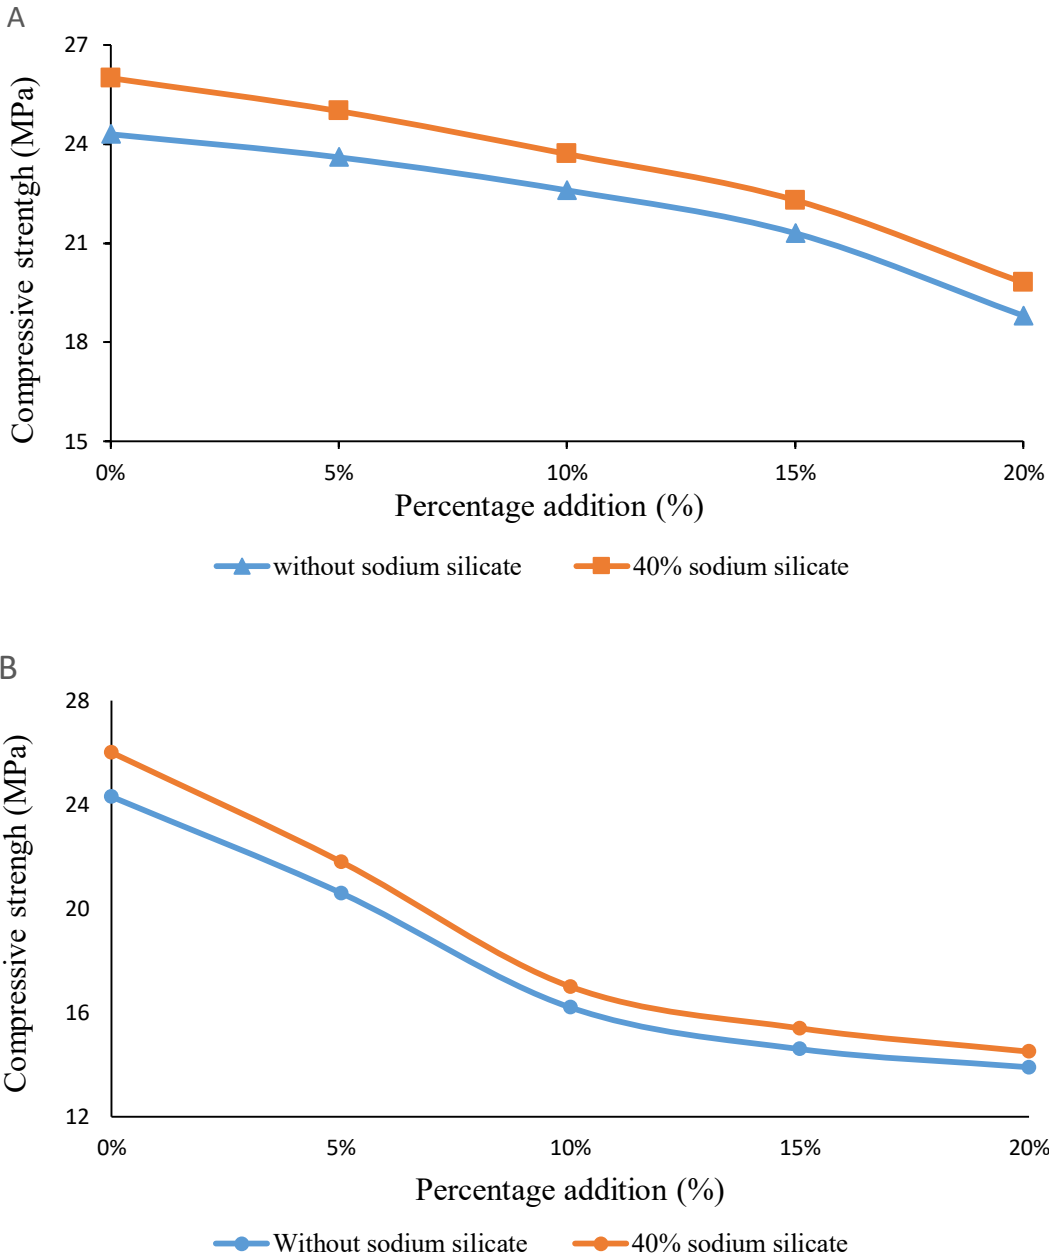 A
Compressive strentgh (MPa)
27
24
21
18
15
0% 5% 10% 15% 20%
Percentage addition (%)
without sodium silicate 40% sodium silicate
B
Compressive strengh (MPa)
28
24
20
16
12
0% 5% 10% 15% 20%
Percentage addition (%)
Without sodium silicate 40% sodium silicate